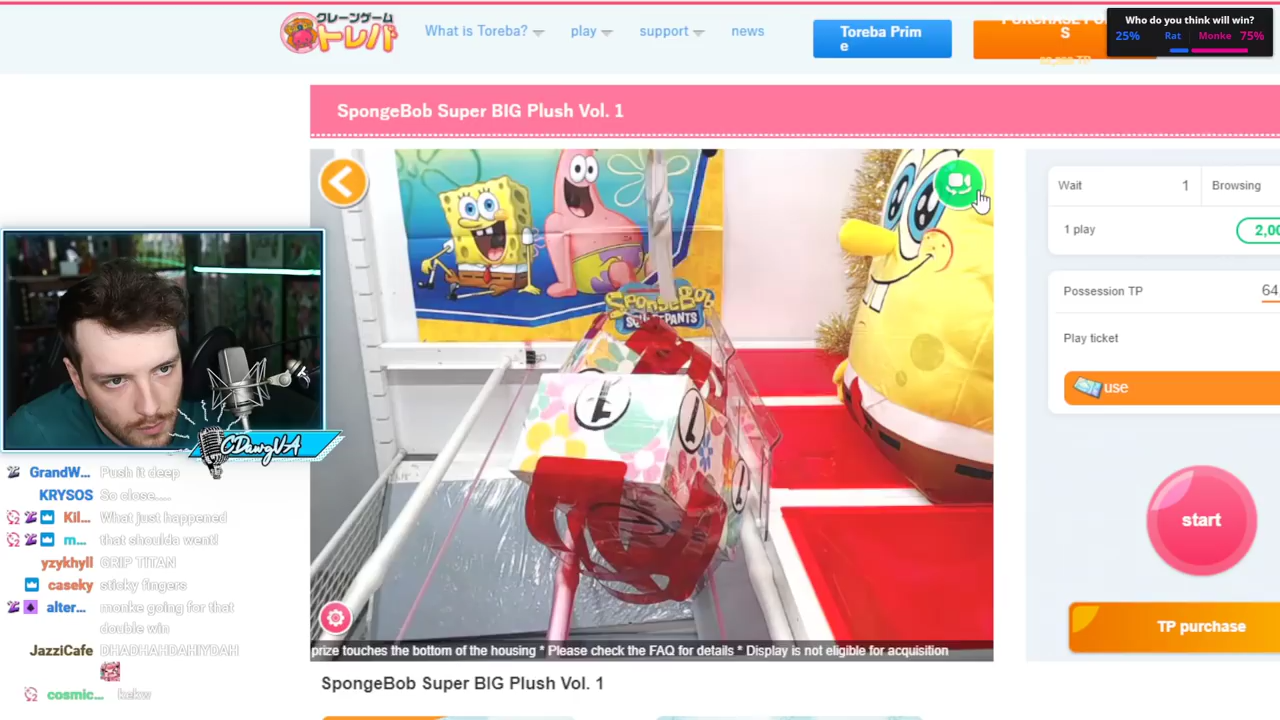 クレーンゲーム
トレバ
What is Toreba?
play
support
news
Toreba Prim
e
S
Who do you think will win?
25% Rat Monke 75%
SpongeBob Super BIG Plush Vol. 1
SpongeBob
SQUAREPANTS
1
1
Wait 1 Browsing
1 play 2,00
Possession TP 64
Play ticket
use
start
TP purchase
CDawgVA
GrandW... Push it deep
KRYSOS So close....
Kil... What just happened
m... that shoulda went!
yzykhyll GRIP TITAN
caseky sticky fingers
alter... monke going for that
double win
JazziCafe DHADHAHDAHIYDAH
cosmic... kekw
prize touches the bottom of the housing * Please check the FAQ for details * Display is not eligible for acquisition
SpongeBob Super BIG Plush Vol. 1